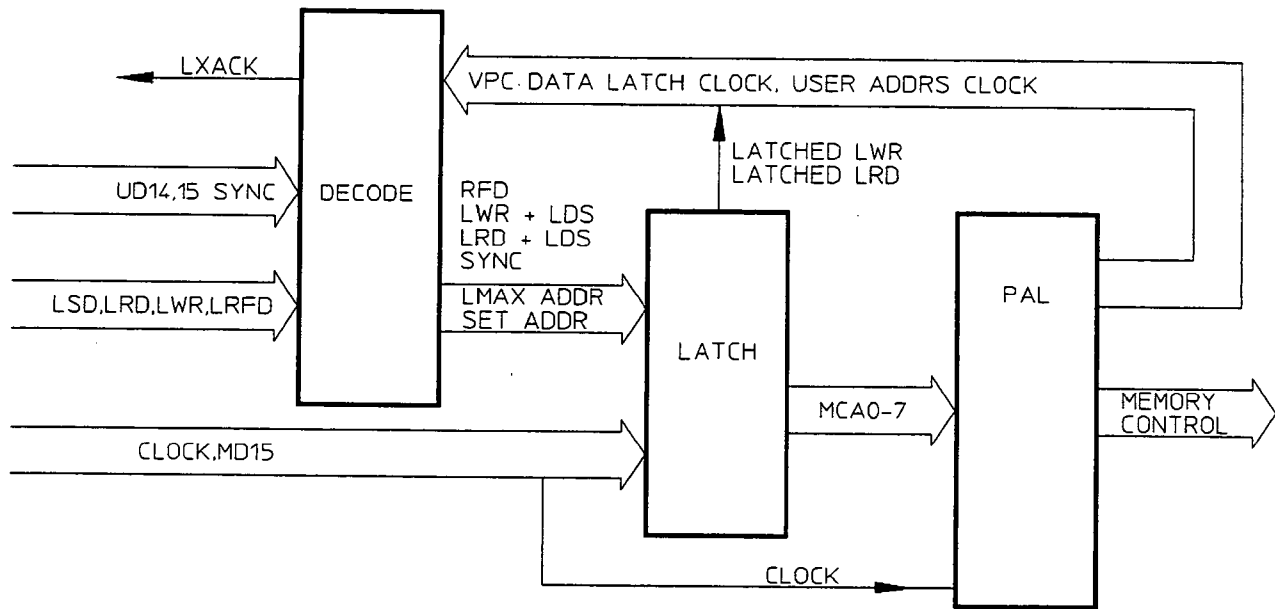 LXACK
VPC DATA LATCH CLOCK, USER ADDRS CLOCK
LATCHED LWR
LATCHED LRD
UD14,15 SYNC
DECODE
RFD
LWR + LDS
LRD + LDS
SYNC
LSD,LRD,LWR,LRFD
LMAX ADDR
SET ADDR
PAL
LATCH
MCA0-7
MEMORY
CONTROL
CLOCK,MD15
CLOCK